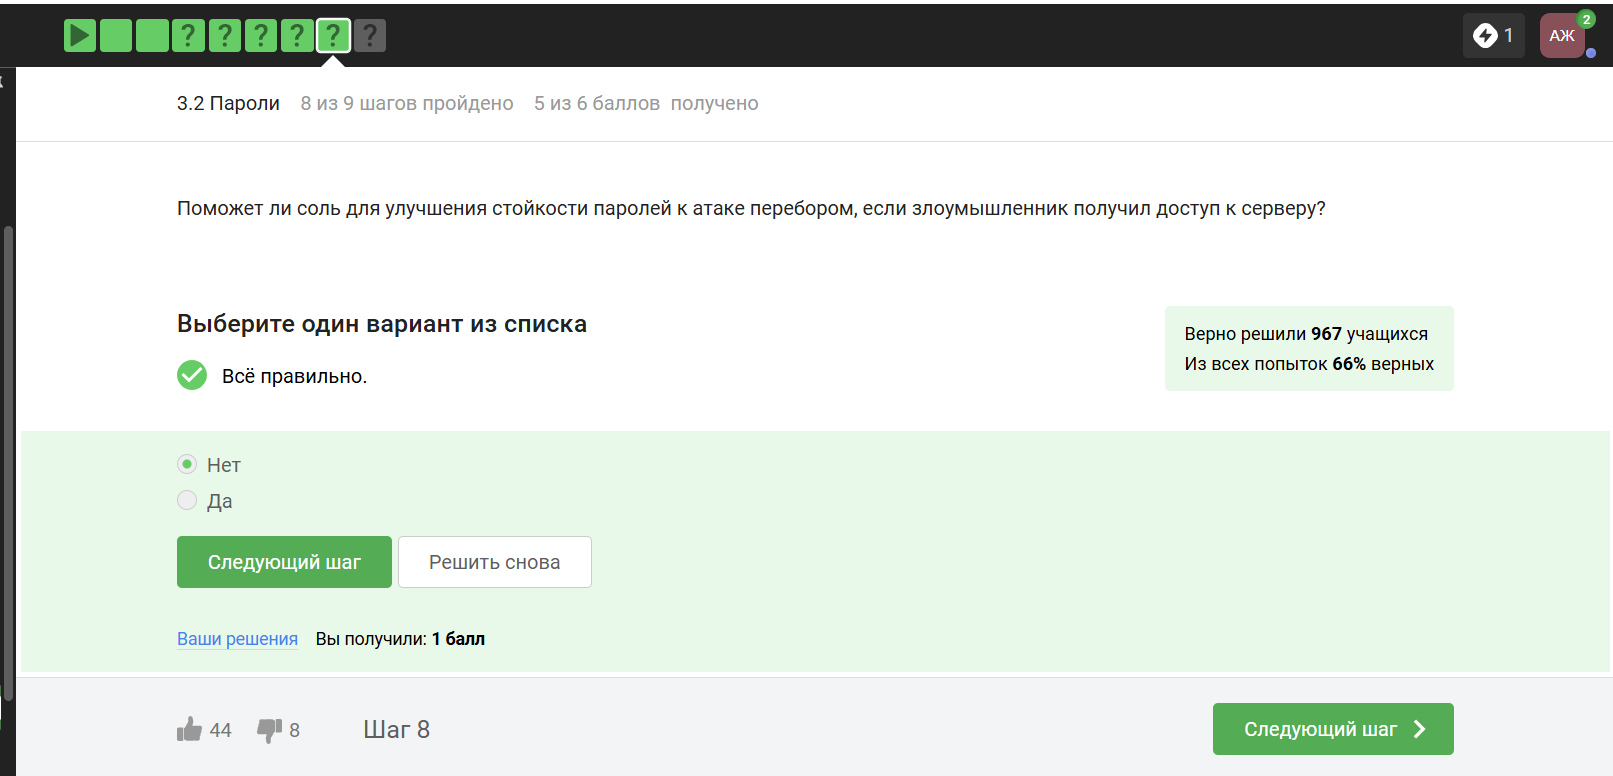 ? ? ? ? ? ?
1
АЖ
2
3.2 Пароли 8 из 9 шагов пройдено 5 из 6 баллов получено
Поможет ли соль для улучшения стойкости паролей к атаке перебором, если злоумышленник получил доступ к серверу?
Выберите один вариант из списка
Всё правильно.
Верно решили 967 учащихся
Из всех попыток 66% верных
Нет
Да
Следующий шаг Решить снова
Ваши решения Вы получили: 1 балл
44 8 Шаг 8 Следующий шаг